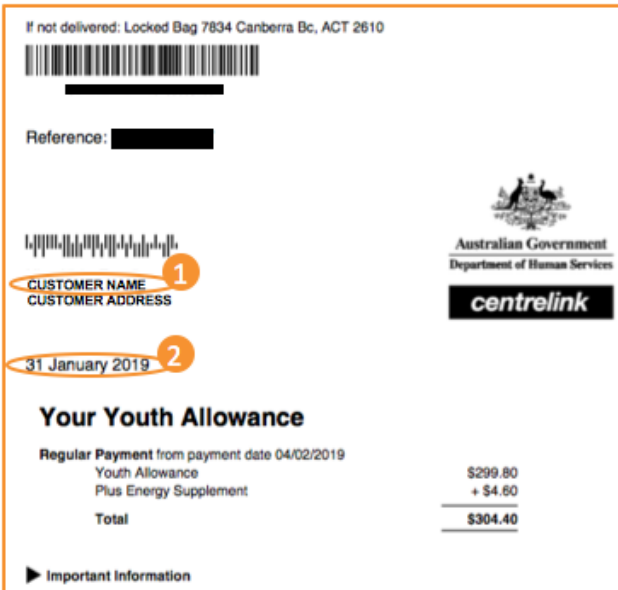 If not delivered: Locked Bag 7834 Canberra Bc, ACT 2610
Reference:
Australian Government
Department of Human Services
centrelink
CUSTOMER NAME 1
CUSTOMER ADDRESS
31 January 2019 2
Your Youth Allowance
Regular Payment from payment date 04/02/2019
Youth Allowance $299.80
Plus Energy Supplement + $4.60
Total $304.40
Important Information